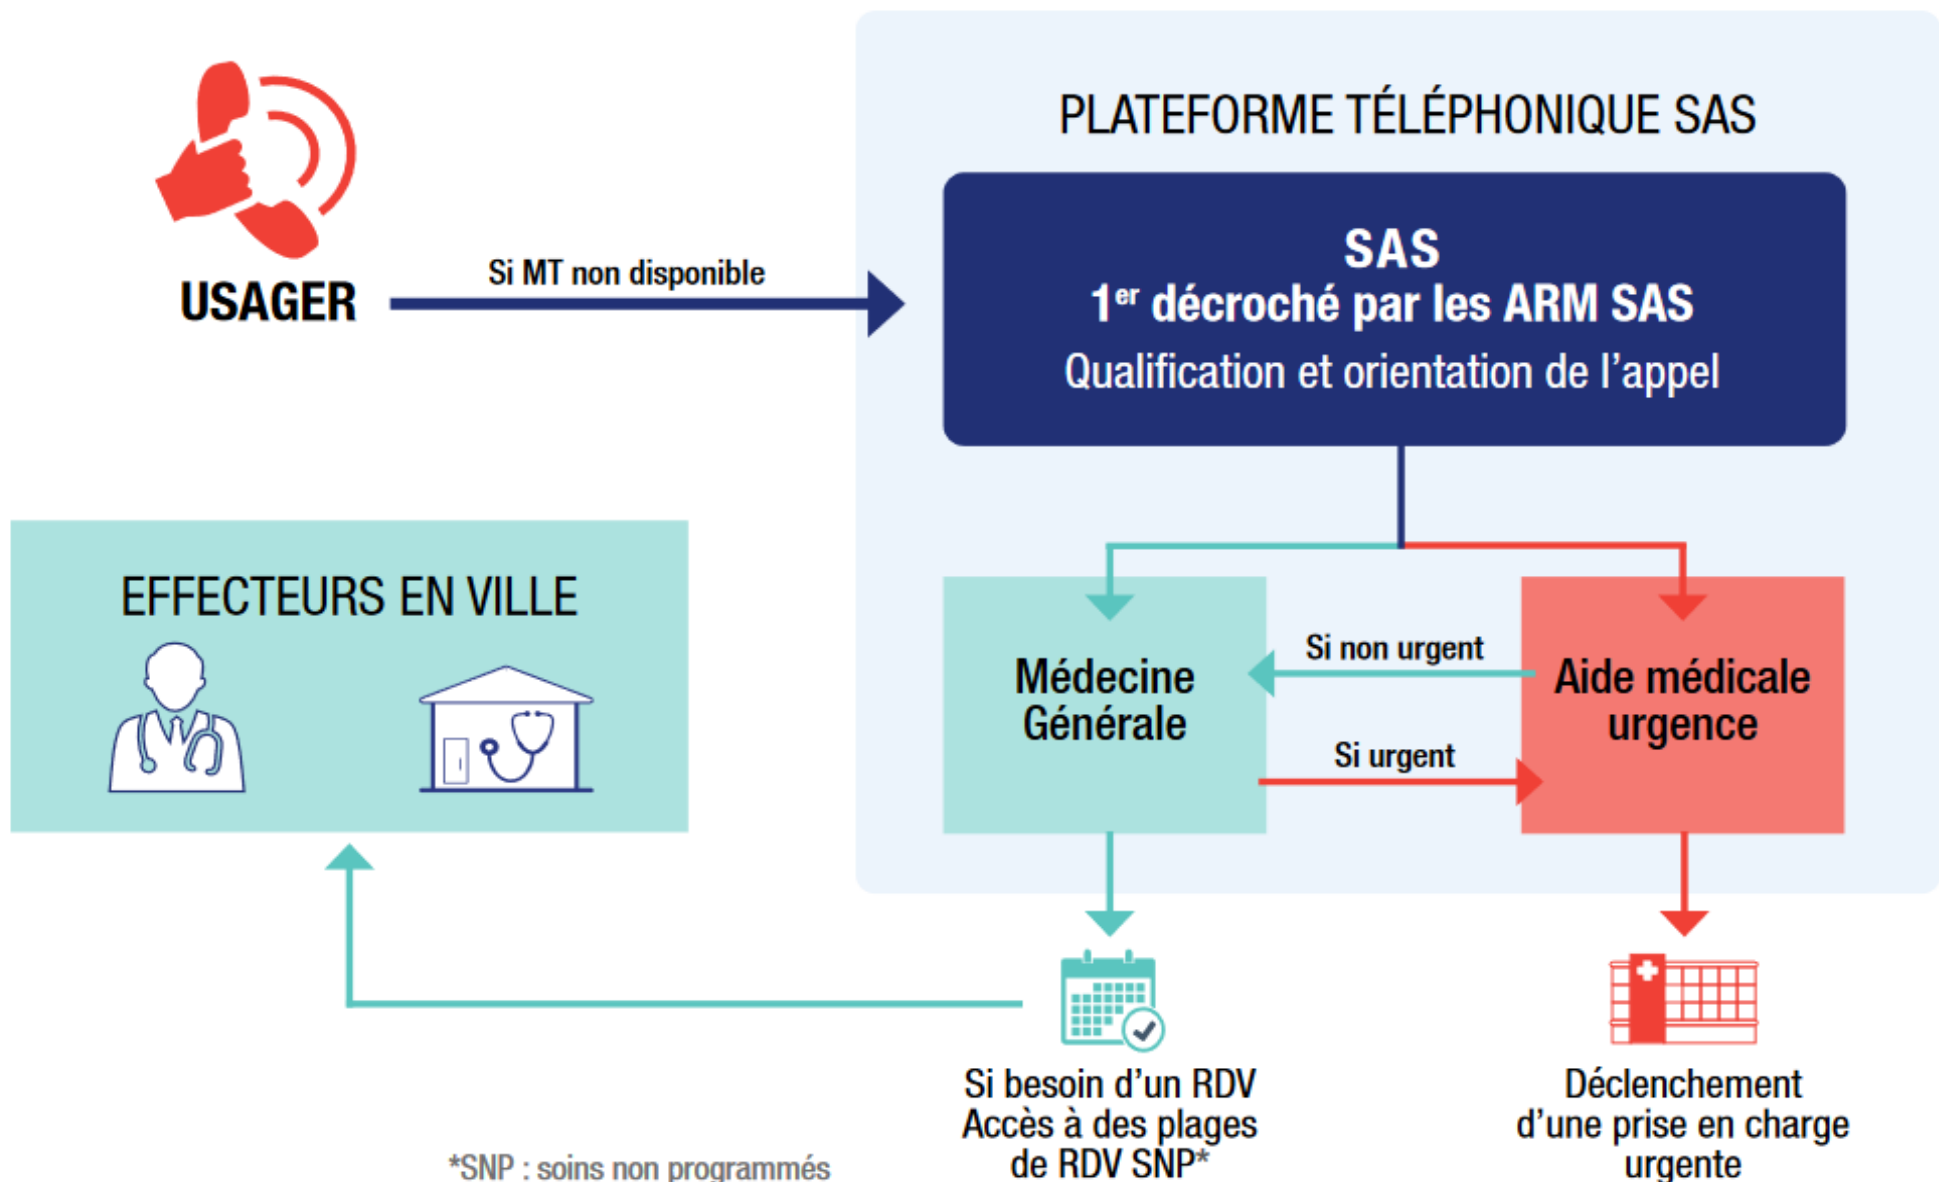 PLATEFORME TÉLÉPHONIQUE SAS
USAGER
Si MT non disponible
SAS
1er décroché par les ARM SAS
Qualification et orientation de l’appel
EFFECTEURS EN VILLE
Médecine
Générale
Si non urgent
Si urgent
Aide médicale
urgence
Si besoin d’un RDV
Accès à des plages
de RDV SNP*
Déclenchement
d’une prise en charge
urgente
*SNP : soins non programmés